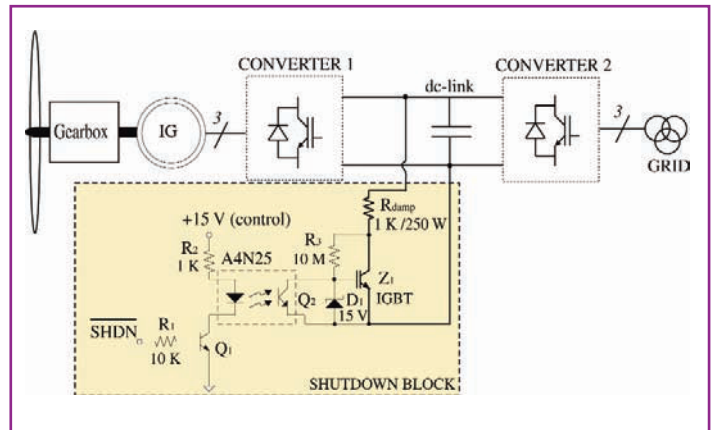 CONVERTER 1
CONVERTER 2
dc-link
3
3
Gearbox
IG
GRID
+15 V (control)
Rdamp
1 K /250 W
R2
1 K
A4N25
R3
10 M
Z1
IGBT
Q2
D1
15 V
SHDN
R1
10 K
Q1
SHUTDOWN BLOCK